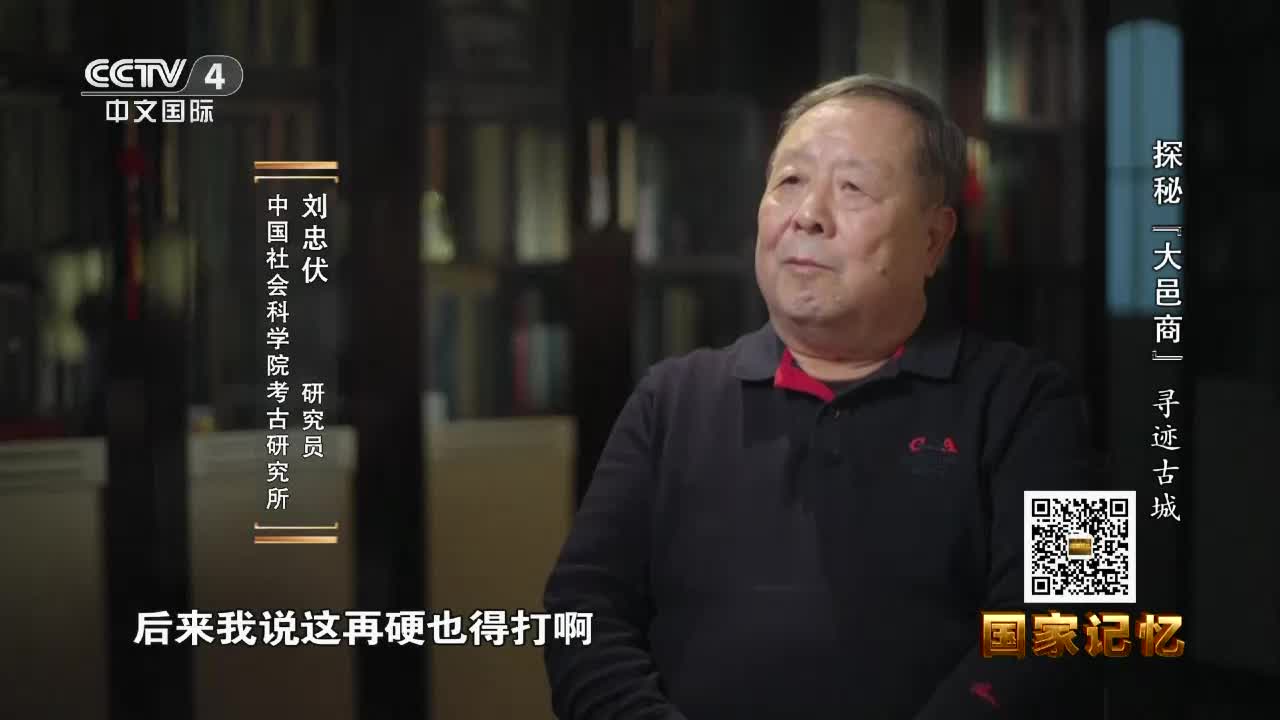 CCTV 4
中文国际
刘忠伏 研究员
中国社会科学院考古研究所
探秘『大邑商』寻迹古城
国家记忆
后来我说这再硬也得打啊